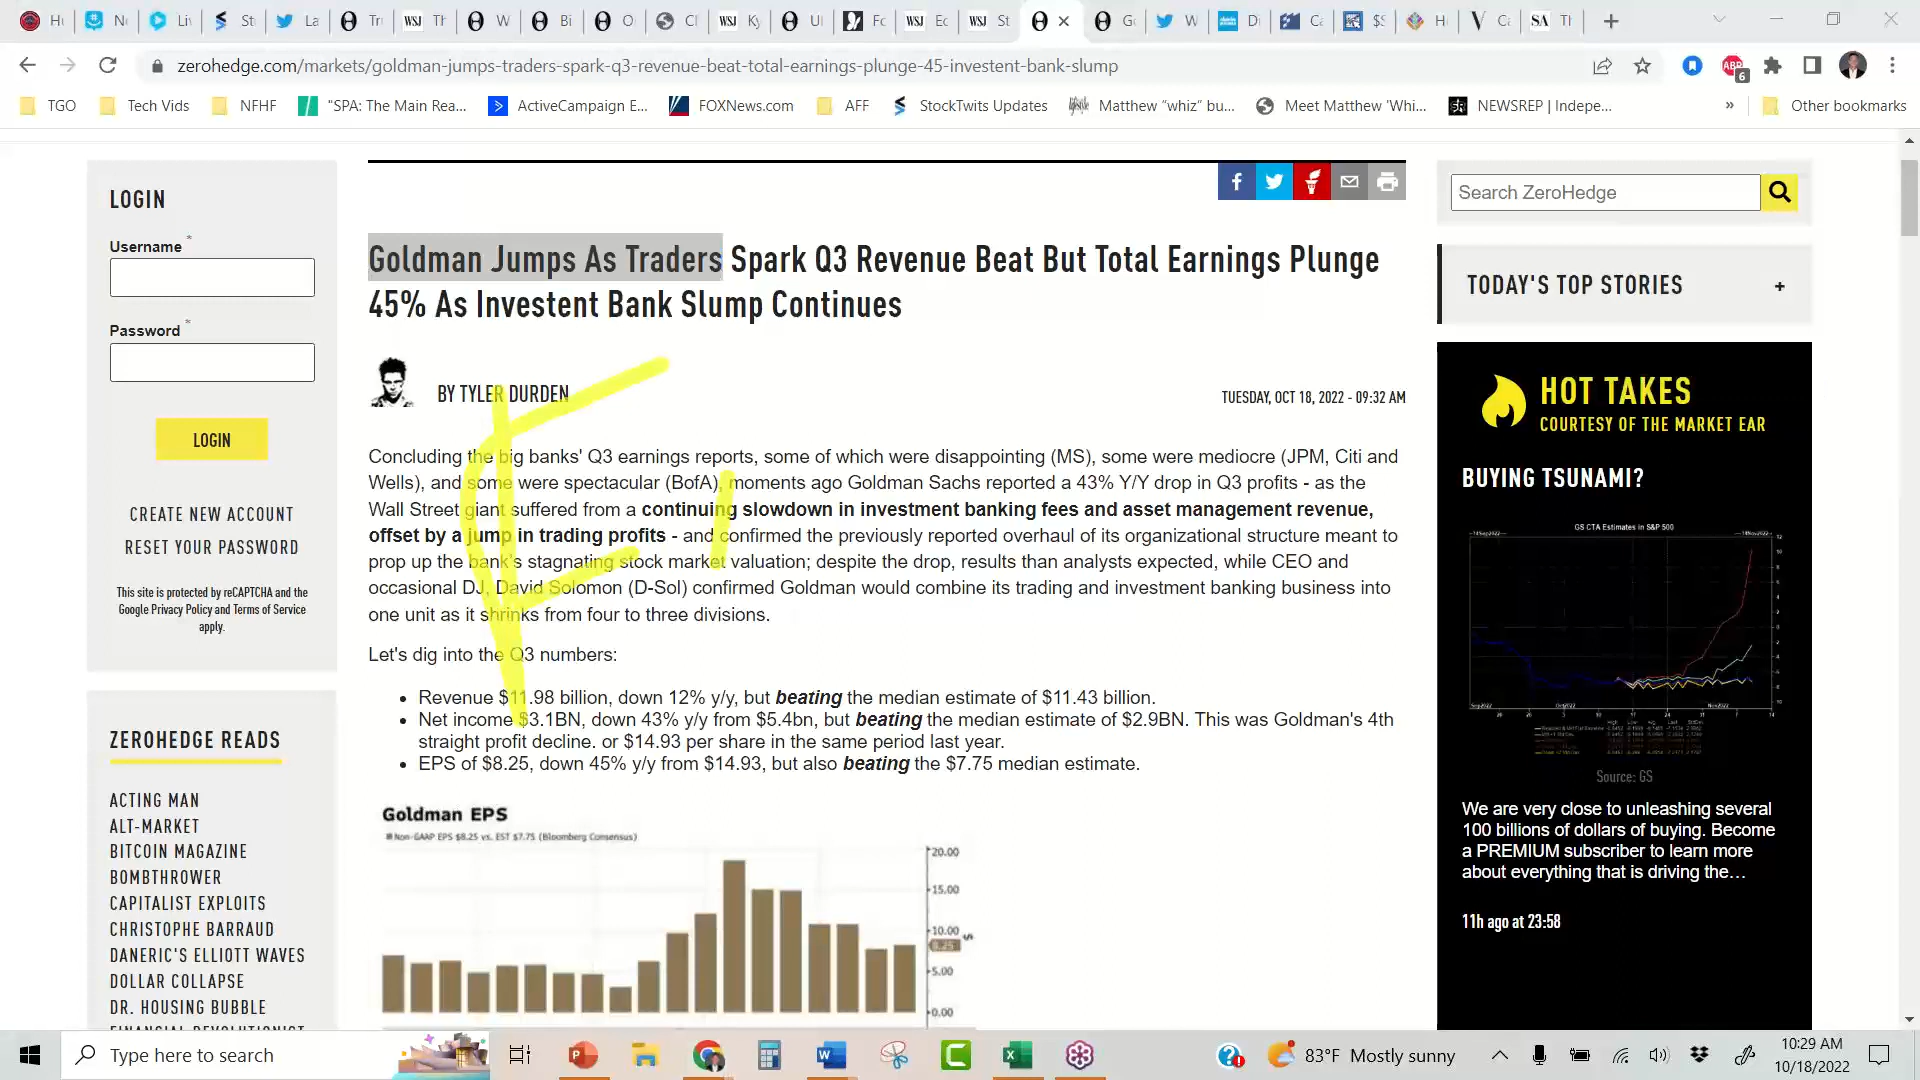 zerohedge.com/markets/goldman-jumps-traders-spark-q3-revenue-beat-total-earnings-plunge-45-investent-bank-slump
TGO
Tech Vids
NFHF
"SPA: The Main Rea...
ActiveCampaign E...
FOXNews.com
AFF
StockTwits Updates
Matthew "whiz" bu...
Meet Matthew 'Whi...
NEWSREP | Indepe...
»
Other bookmarks
LOGIN
Username *
Password *
LOGIN
CREATE NEW ACCOUNT
RESET YOUR PASSWORD
This site is protected by reCAPTCHA and the
Google Privacy Policy and Terms of Service
apply.
ZEROHEDGE READS
ACTING MAN
ALT-MARKET
BITCOIN MAGAZINE
BOMBTHROWER
CAPITALIST EXPLOITS
CHRISTOPHE BARRAUD
DANERIC'S ELLIOTT WAVES
DOLLAR COLLAPSE
DR. HOUSING BUBBLE
FINANCIAL REVOLUTIONIST
Goldman Jumps As Traders Spark Q3 Revenue Beat But Total Earnings Plunge
45% As Investent Bank Slump Continues
BY TYLER DURDEN
TUESDAY, OCT 18, 2022 - 09:32 AM
Concluding the big banks' Q3 earnings reports, some of which were disappointing (MS), some were mediocre (JPM, Citi and
Wells), and some were spectacular (BofA), moments ago Goldman Sachs reported a 43% Y/Y drop in Q3 profits - as the
Wall Street giant suffered from a continuing slowdown in investment banking fees and asset management revenue,
offset by a jump in trading profits - and confirmed the previously reported overhaul of its organizational structure meant to
prop up the bank's stagnating stock market valuation; despite the drop, results than analysts expected, while CEO and
occasional DJ, David Solomon (D-Sol) confirmed Goldman would combine its trading and investment banking business into
one unit as it shrinks from four to three divisions.
Let's dig into the Q3 numbers:
• Revenue $11.98 billion, down 12% y/y, but beating the median estimate of $11.43 billion.
• Net income $3.1BN, down 43% y/y from $5.4bn, but beating the median estimate of $2.9BN. This was Goldman's 4th
straight profit decline. or $14.93 per share in the same period last year.
• EPS of $8.25, down 45% y/y from $14.93, but also beating the $7.75 median estimate.
Goldman EPS
Non-GAAP EPS $8.25 vs. EST $7.75 (Bloomberg Consensus)
20.00
15.00
10.00
8.25
5.00
0.00
$
Search ZeroHedge
TODAY'S TOP STORIES +
HOT TAKES
COURTESY OF THE MARKET EAR
BUYING TSUNAMI?
GS CTA Estimates in S&P 500
Source: GS
We are very close to unleashing several
100 billions of dollars of buying. Become
a PREMIUM subscriber to learn more
about everything that is driving the...
11h ago at 23:58
Type here to search
83°F Mostly sunny
10:29 AM
10/18/2022